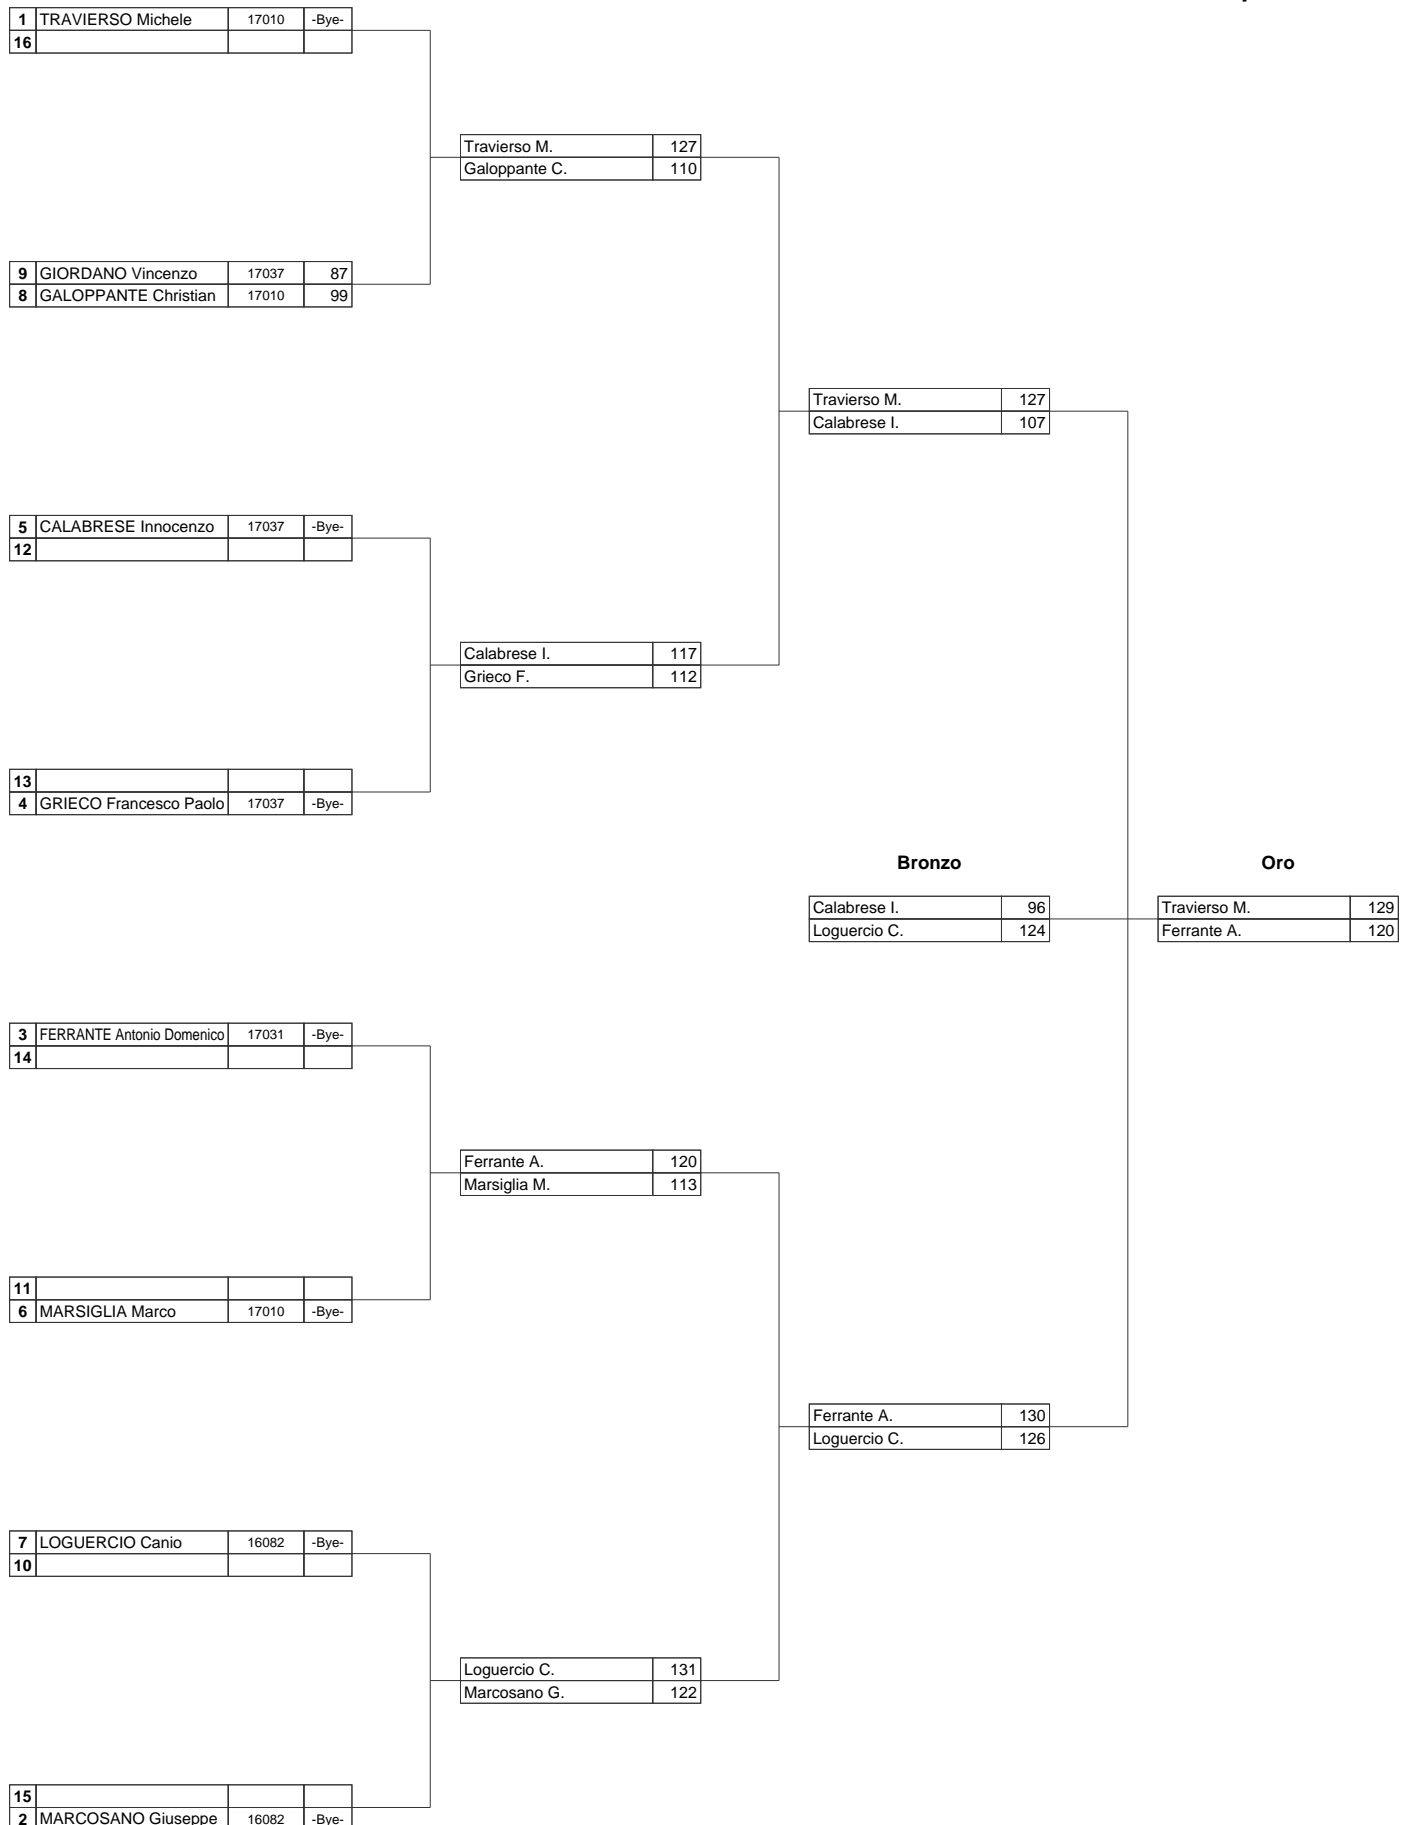 1 TRAVIERSO Michele 17010 -Bye-
16
Travierso M. 127
Galoppante C. 110
9 GIORDANO Vincenzo 17037 87
8 GALOPPANTE Christian 17010 99
Travierso M. 127
Calabrese I. 107
5 CALABRESE Innocenzo 17037 -Bye-
12
Calabrese I. 117
Grieco F. 112
13
4 GRIECO Francesco Paolo 17037 -Bye-
Bronzo Oro
Calabrese I. 96 Travierso M. 129
Loguercio C. 124 Ferrante A. 120
3 FERRANTE Antonio Domenico 17031 -Bye-
14
Ferrante A. 120
Marsiglia M. 113
11
6 MARSIGLIA Marco 17010 -Bye-
Ferrante A. 130
Loguercio C. 126
7 LOGUERCIO Canio 16082 -Bye-
10
Loguercio C. 131
Marcosano G. 122
15
2 MARCOSANO Giuseppe 16082 -Bye-